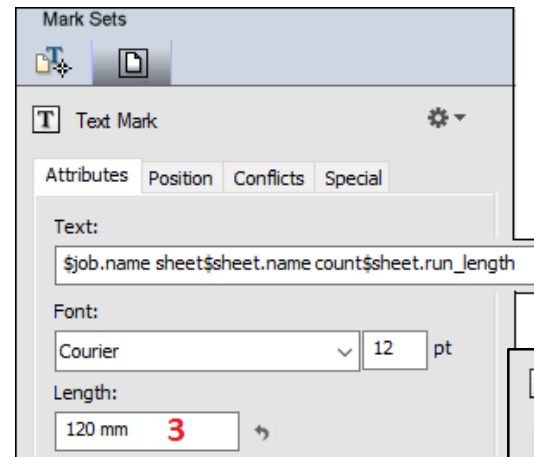 Mark Sets
T
T Text Mark
Attributes Position Conflicts Special
Text:
$job.name sheet$sheet.name count$sheet.run_length
Font:
Courier 12 pt
Length:
120 mm 3